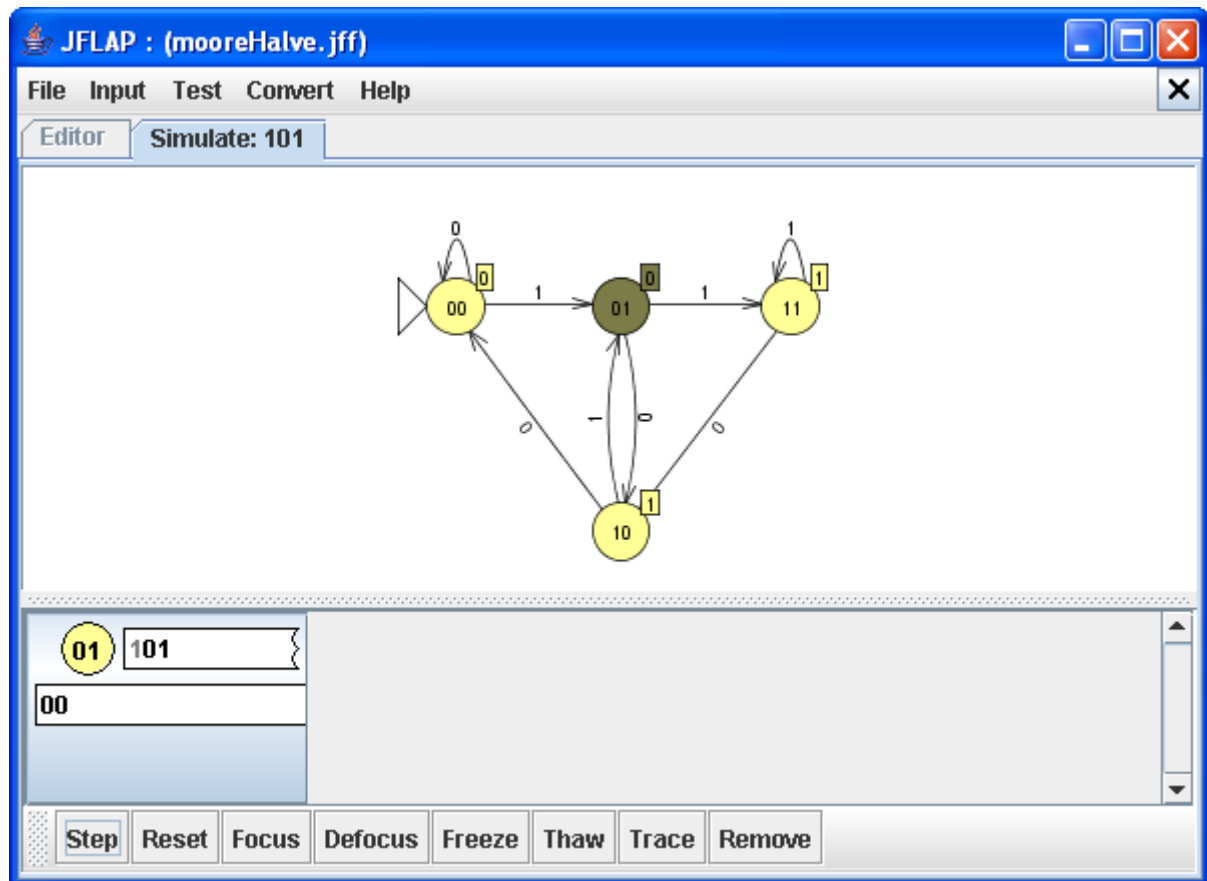 JFLAP : (mooreHalve.jff)
File Input Test Convert Help
Editor Simulate: 101
0 1
0 0 1
1 1
00 01 11
0 1 0 0
1
10
01 101
00
Step Reset Focus Defocus Freeze Thaw Trace Remove